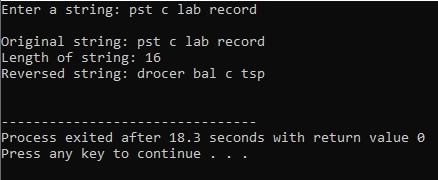 Enter a string: pst c lab record
Original string: pst c lab record
Length of string: 16
Reversed string: drocer bal c tsp
--------------------------------
Process exited after 18.3 seconds with return value 0
Press any key to continue . . .